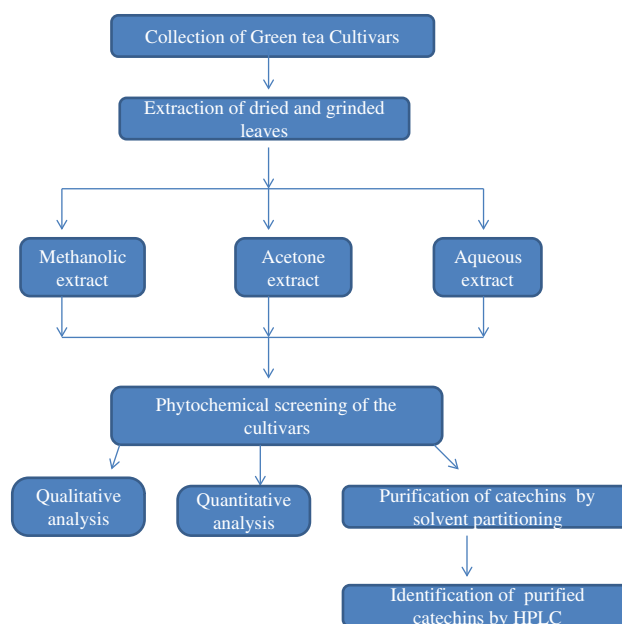 Collection of Green tea Cultivars
Extraction of dried and grinded
leaves
Methanolic
extract
Acetone
extract
Aqueous
extract
Phytochemical screening of the
cultivars
Qualitative
analysis
Quantitative
analysis
Purification of catechins by
solvent partitioning
Identification of purified
catechins by HPLC